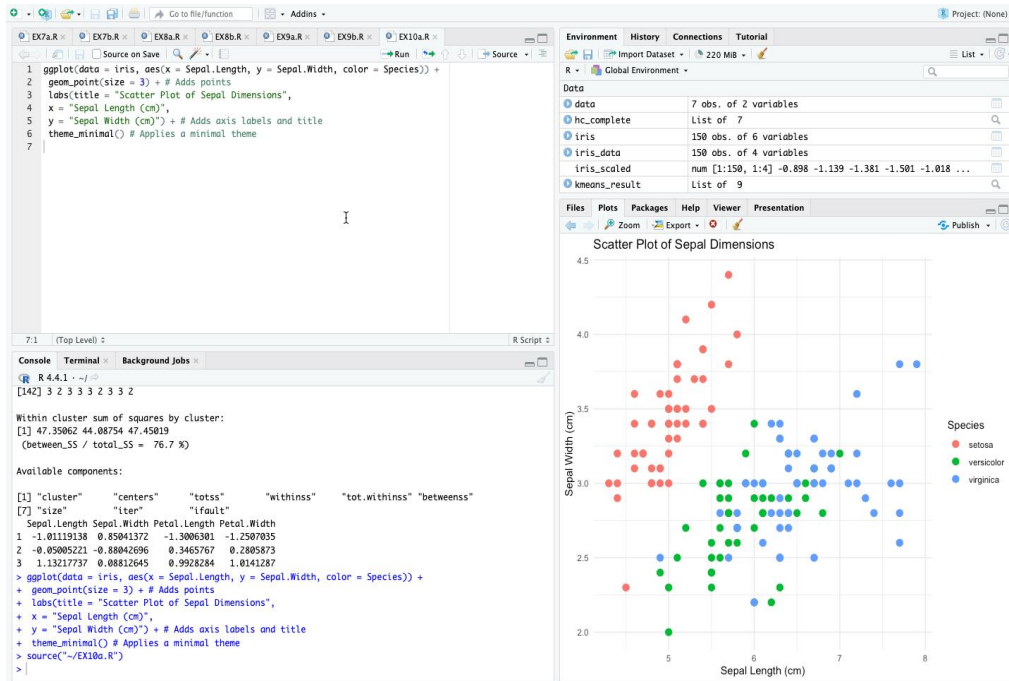 Go to file/function
Addins
Project: (None)
EX7a.R
EX7b.R
EX8a.R
EX8b.R
EX9a.R
EX9b.R
EX10a.R
Source on Save
Run
Source
1 ggplot(data = iris, aes(x = Sepal.Length, y = Sepal.Width, color = Species)) +
2 geom_point(size = 3) + # Adds points
3 labs(title = "Scatter Plot of Sepal Dimensions",
4 x = "Sepal Length (cm)",
5 y = "Sepal Width (cm)") + # Adds axis labels and title
6 theme_minimal() # Applies a minimal theme
7
7:1 (Top Level) R Script
Console Terminal Background Jobs
R 4.4.1 · ~/
[142] 3 2 3 3 3 2 3 3 2
Within cluster sum of squares by cluster:
[1] 47.35062 44.08754 47.45019
(between_SS / total_SS = 76.7 %)
Available components:
[1] "cluster" "centers" "totss" "withinss" "tot.withinss" "betweenss"
[7] "size" "iter" "ifault"
Sepal.Length Sepal.Width Petal.Length Petal.Width
1 -1.01119138 0.85041372 -1.3006301 -1.2507035
2 -0.05005221 -0.88042696 0.3465767 0.2805873
3 1.13217737 0.08812645 0.9928284 1.0141287
> ggplot(data = iris, aes(x = Sepal.Length, y = Sepal.Width, color = Species)) +
+ geom_point(size = 3) + # Adds points
+ labs(title = "Scatter Plot of Sepal Dimensions",
+ x = "Sepal Length (cm)",
+ y = "Sepal Width (cm)") + # Adds axis labels and title
+ theme_minimal() # Applies a minimal theme
> source("~/EX10a.R")
>
Environment History Connections Tutorial
Import Dataset 220 MiB List
R Global Environment
Data
data 7 obs. of 2 variables
hc_complete List of 7
iris 150 obs. of 6 variables
iris_data 150 obs. of 4 variables
iris_scaled num [1:150, 1:4] -0.898 -1.139 -1.381 -1.501 -1.018 ...
kmeans_result List of 9
Files Plots Packages Help Viewer Presentation
Zoom Export Publish
Scatter Plot of Sepal Dimensions
4.5
4.0
3.5
3.0
2.5
2.0
Sepal Width (cm)
5 6 7 8
Sepal Length (cm)
Species
setosa
versicolor
virginica